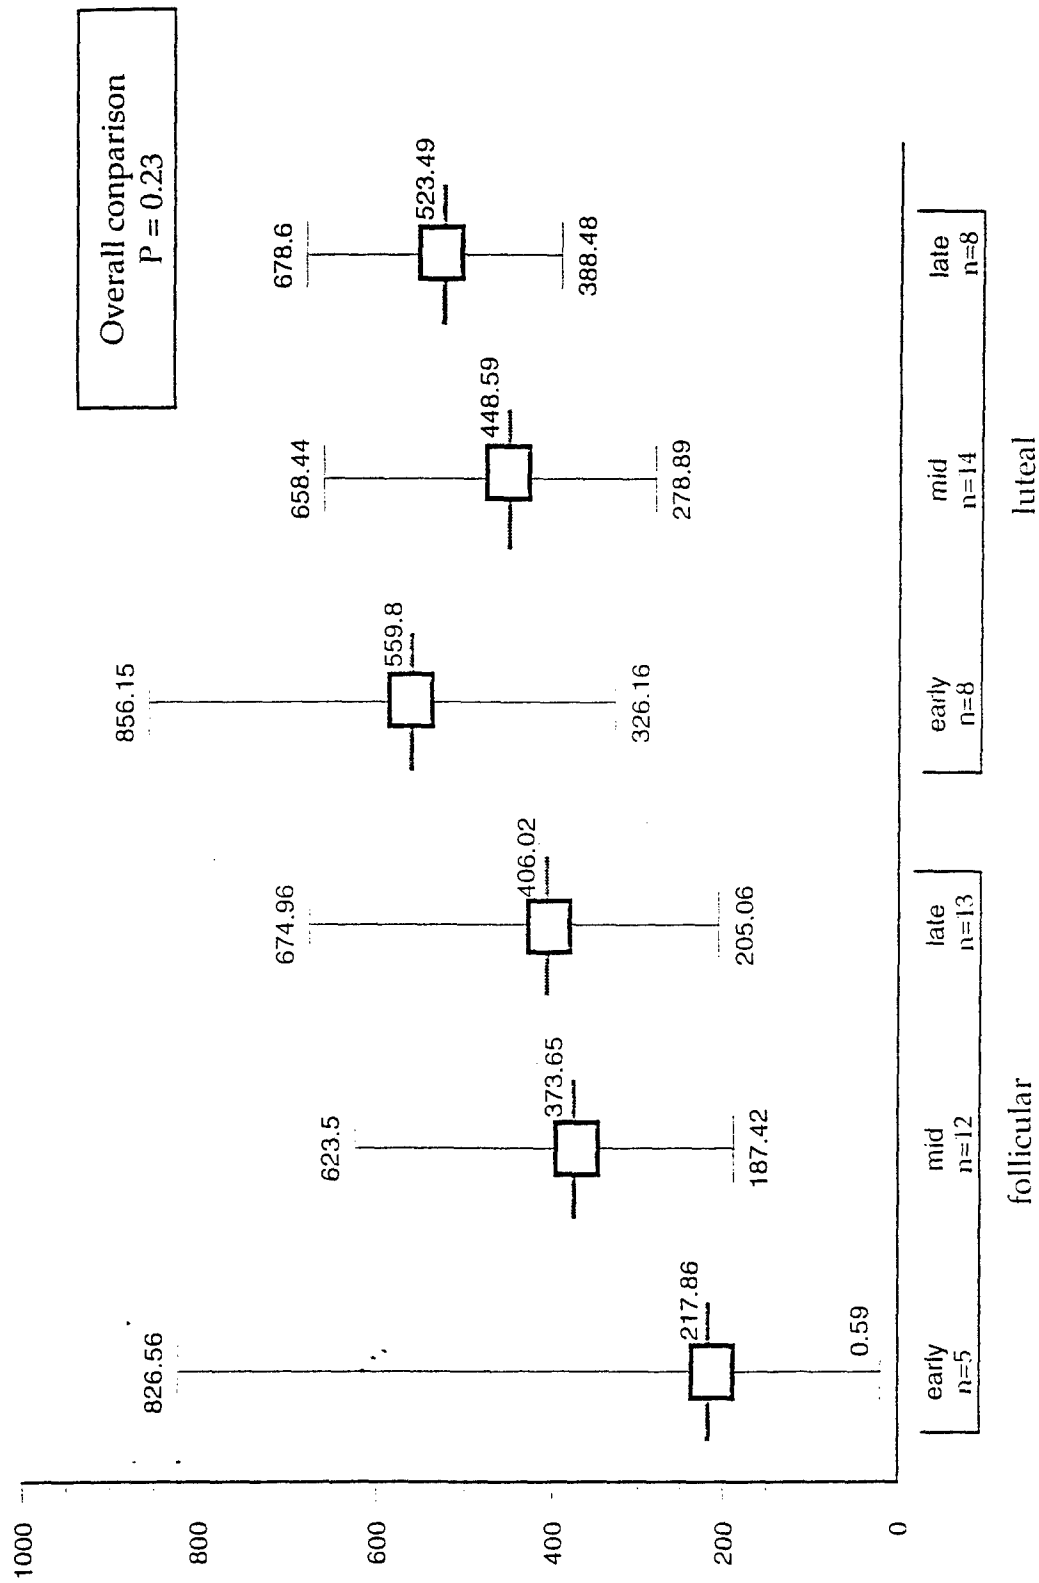 Overall conparison
P = 0.23
1000
800
600
400
200
0
826.56
217.86
0.59
623.5
373.65
187.42
674.96
406.02
205.06
856.15
559.8
326.16
658.44
448.59
278.89
678.6
523.49
388.48
early
n=5
mid
n=12
late
n=13
early
n=8
mid
n=14
late
n=8
follicular
luteal